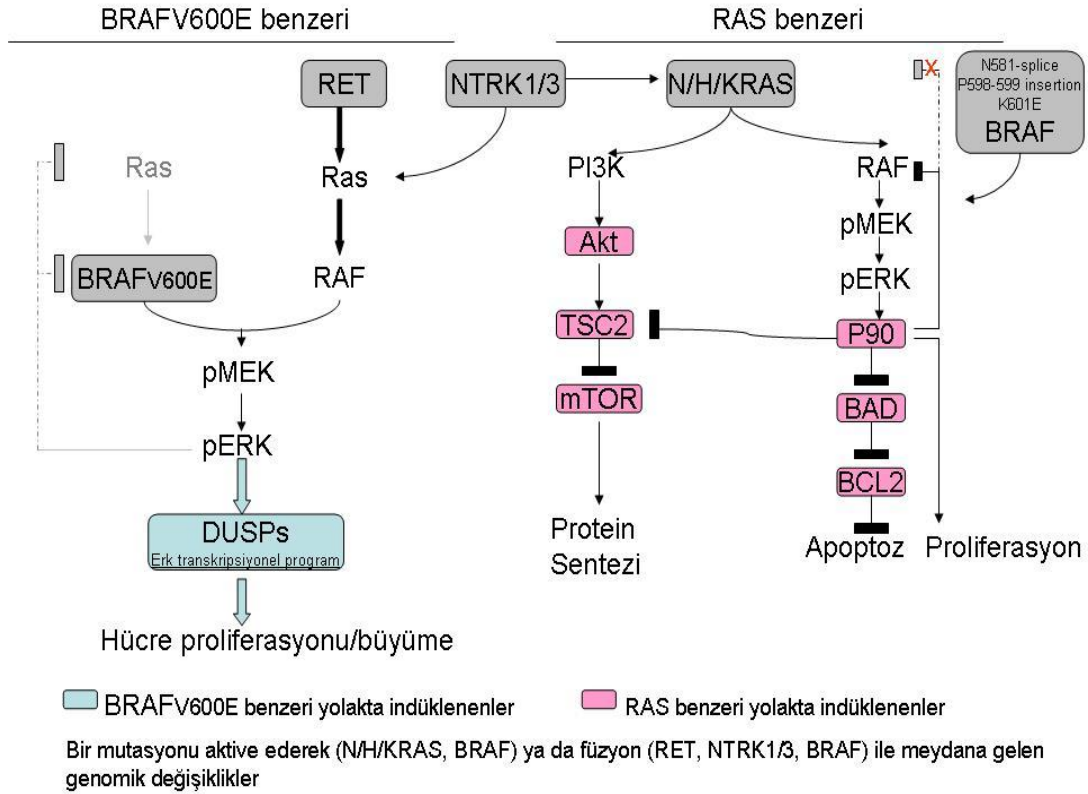 BRAFV600E benzeri
RAS benzeri
RET
NTRK1/3
N/H/KRAS
N581-splice
P598-599 insertion
K601E
BRAF
Ras
Ras
PI3K
RAF
Akt
pMEK
BRAFV600E
RAF
pERK
TSC2
P90
pMEK
mTOR
BAD
pERK
BCL2
DUSPs
Erk transkripsiyonel program
Protein
Sentezi
Apoptoz
Proliferasyon
Hücre proliferasyonu/büyüme
BRAFV600E benzeri yolakta indüklenenler
RAS benzeri yolakta indüklenenler
Bir mutasyonu aktive ederek (N/H/KRAS, BRAF) ya da füzyon (RET, NTRK1/3, BRAF) ile meydana gelen
genomik değişiklikler